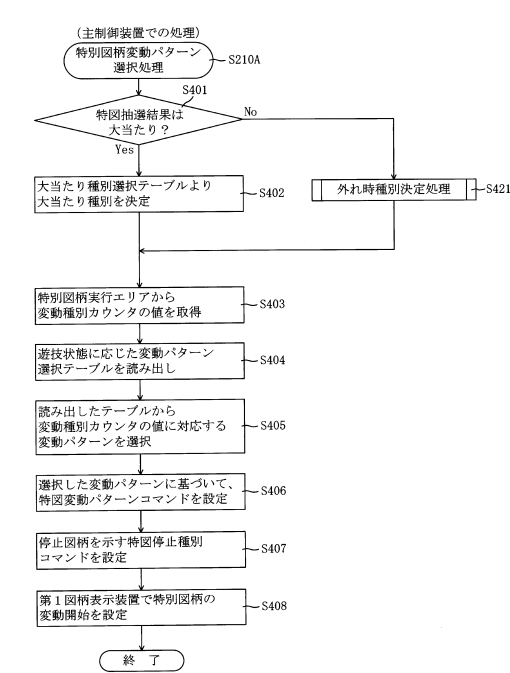 (主制御装置での処理)
特別図柄変動パターン
選択処理
S210A
S401
特図抽選結果は
大当たり？
No
Yes
大当たり種別選択テーブルより
大当たり種別を決定
S402
外れ時種別決定処理
S421
特別図柄実行エリアから
変動種別カウンタの値を取得
S403
遊技状態に応じた変動パターン
選択テーブルを読み出し
S404
読み出したテーブルから
変動種別カウンタの値に対応する
変動パターンを選択
S405
選択した変動パターンに基づいて、
特図変動パターンコマンドを設定
S406
停止図柄を示す特図停止種別
コマンドを設定
S407
第１図柄表示装置で特別図柄の
変動開始を設定
S408
終 了